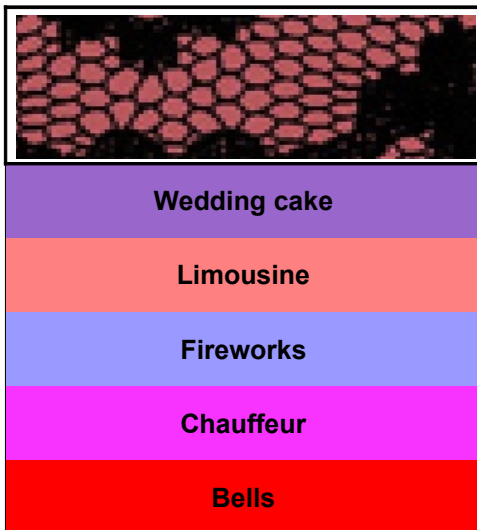 Wedding cake
Limousine
Fireworks
Chauffeur
Bells